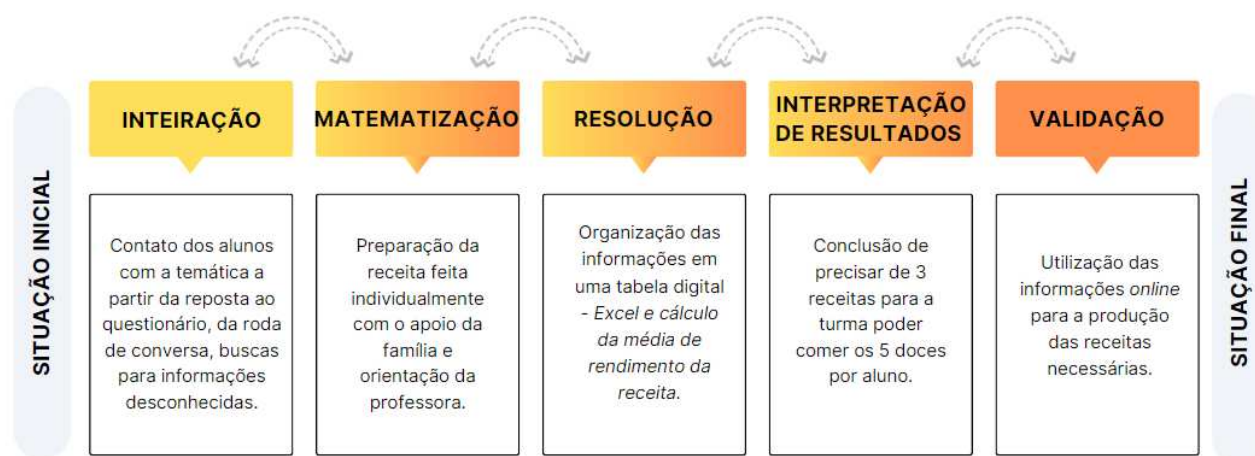 SITUAÇÃO INICIAL
INTEIRAÇÃO
Contato dos alunos
com a temática a
partir da reposta ao
questionário, da roda
de conversa, buscas
para informações
desconhecidas.
MATEMATIZAÇÃO
Preparação da
receita feita
individualmente
com o apoio da
família e
orientação da
professora.
RESOLUÇÃO
Organização das
informações em
uma tabela digital
- Excel e cálculo
da média de
rendimento da
receita.
INTERPRETAÇÃO
DE RESULTADOS
Conclusão de
precisar de 3
receitas para a
turma poder
comer os 5 doces
por aluno.
VALIDAÇÃO
Utilização das
informações online
para a produção
das receitas
necessárias.
SITUAÇÃO FINAL